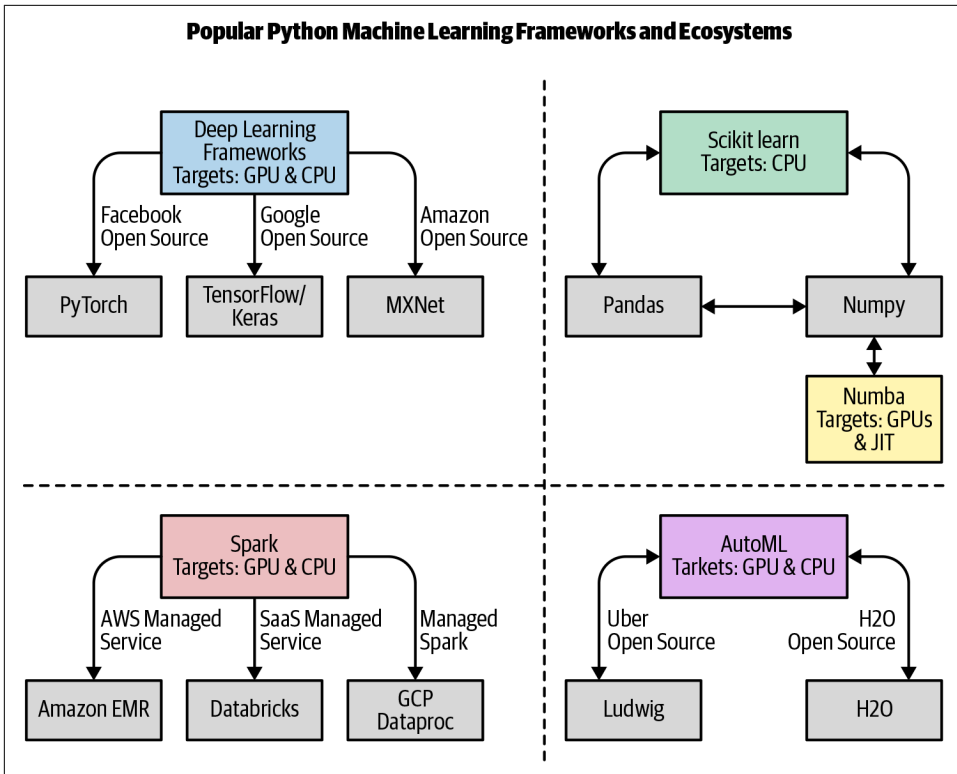 Popular Python Machine Learning Frameworks and Ecosystems
Deep Learning
Frameworks
Targets: GPU & CPU
Facebook
Open Source
Google
Open Source
Amazon
Open Source
PyTorch
TensorFlow/
Keras
MXNet
Scikit learn
Targets: CPU
Pandas
Numpy
Numba
Targets: GPUs
& JIT
Spark
Targets: GPU & CPU
AWS Managed
Service
SaaS Managed
Service
Managed
Spark
Amazon EMR
Databricks
GCP
Dataproc
AutoML
Tarkets: GPU & CPU
Uber
Open Source
H2O
Open Source
Ludwig
H2O